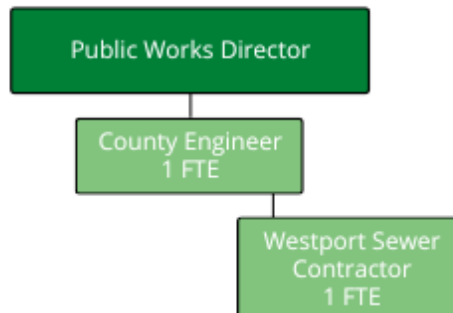 Public Works Director
County Engineer
1 FTE
Westport Sewer
Contractor
1 FTE